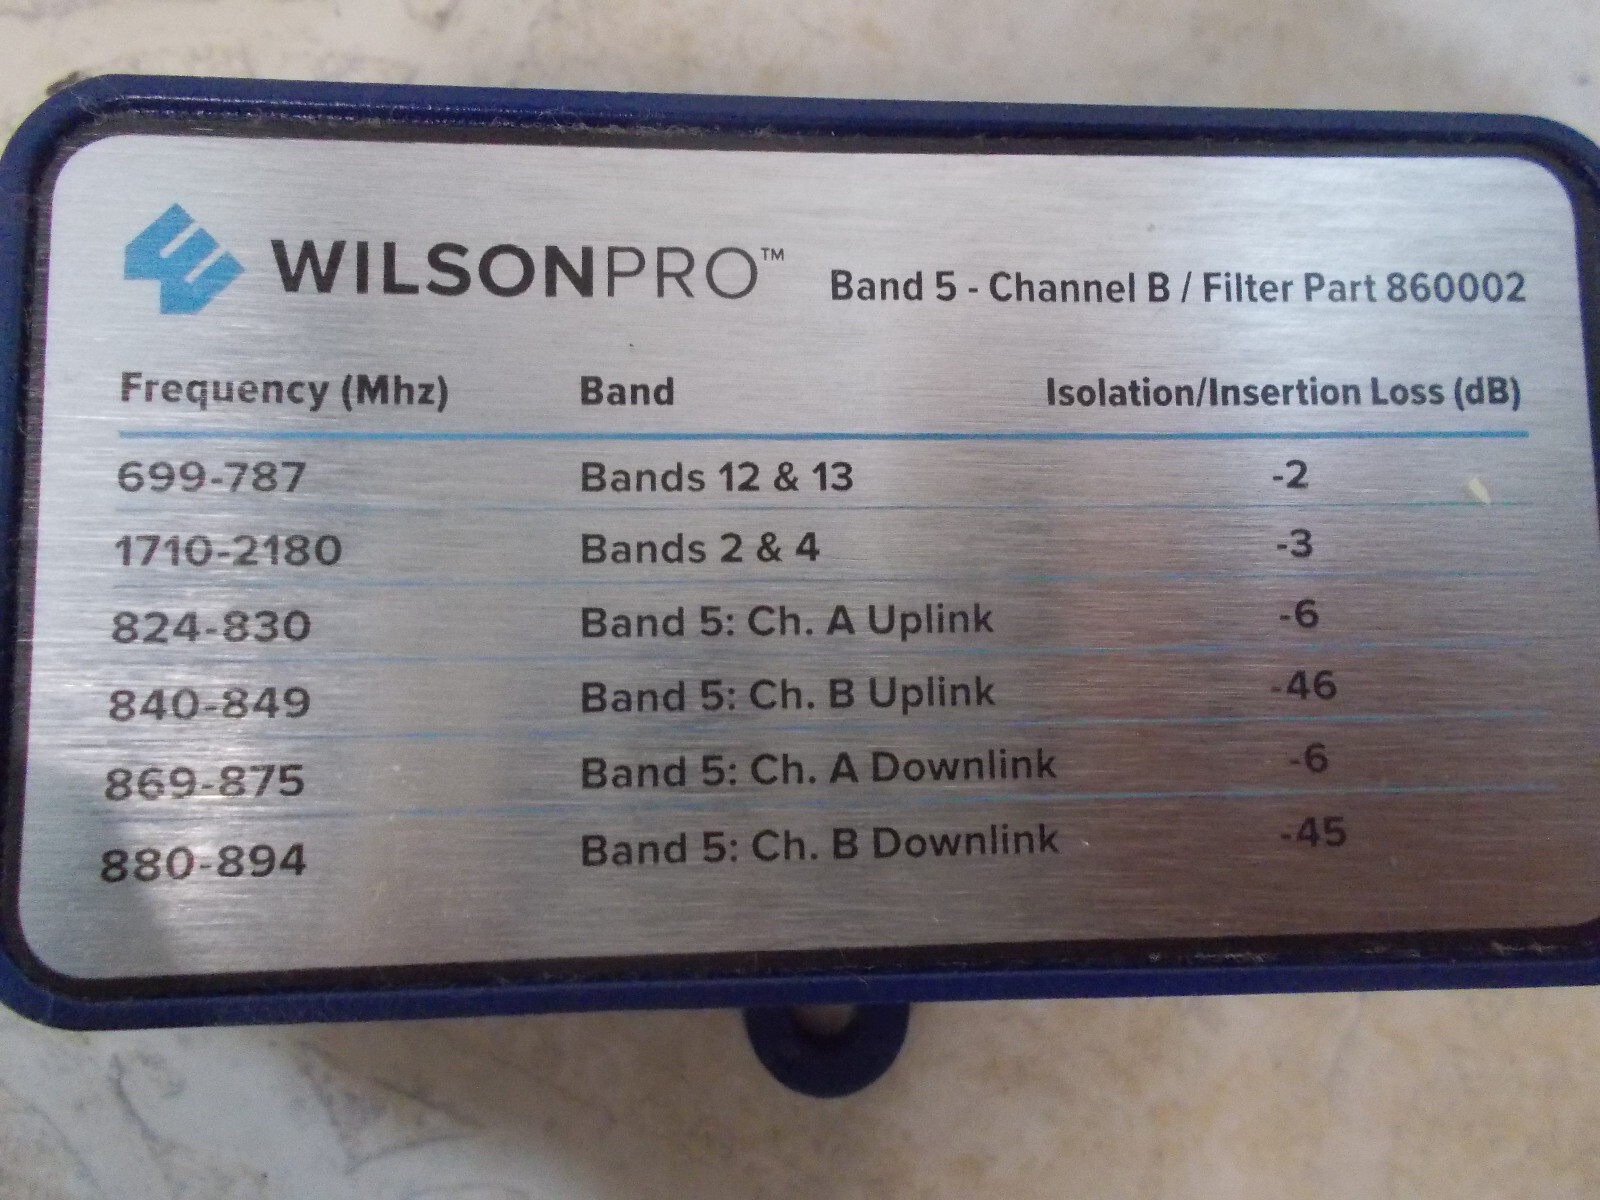 WILSONPRO™ Band 5 - Channel B / Filter Part 860002
Frequency (Mhz) Band Isolation/Insertion Loss (dB)
699-787 Bands 12 & 13 -2
1710-2180 Bands 2 & 4 -3
824-830 Band 5: Ch. A Uplink -6
840-849 Band 5: Ch. B Uplink -46
869-875 Band 5: Ch. A Downlink -6
880-894 Band 5: Ch. B Downlink -45